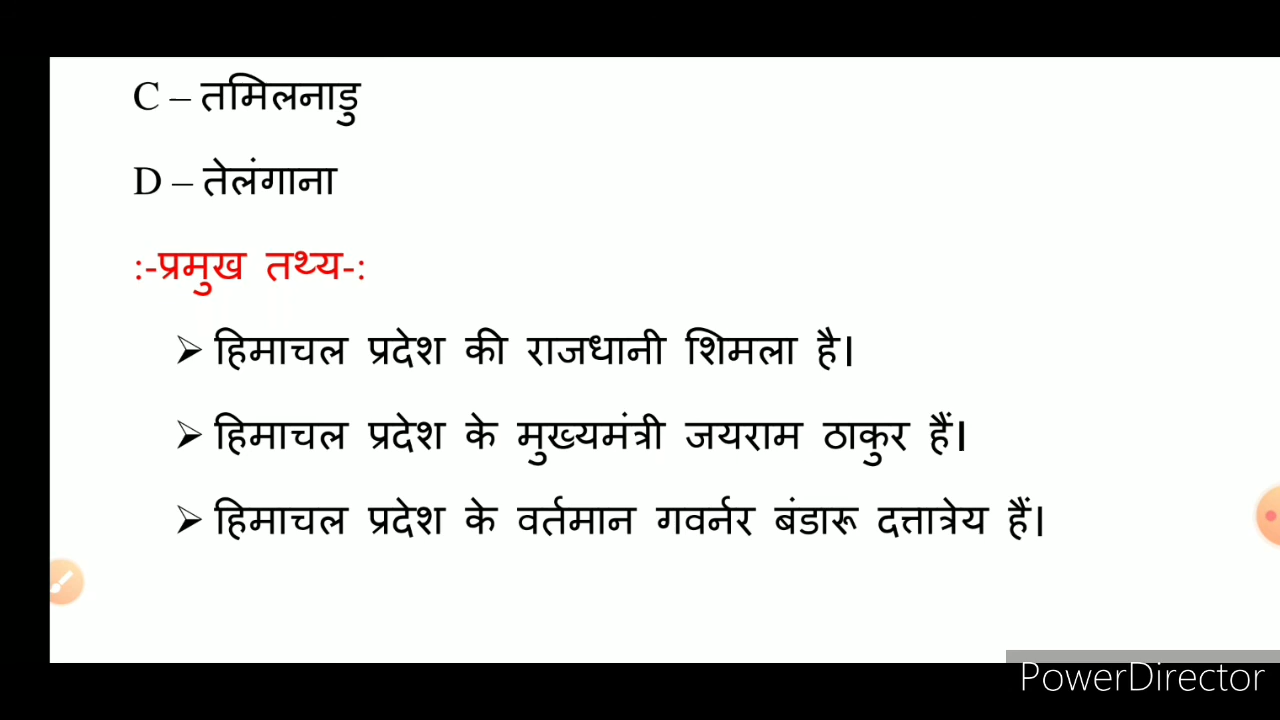 C – तमिलनाडु
D – तेलंगाना
:-प्रमुख तथ्य-:
➢ हिमाचल प्रदेश की राजधानी शिमला है।
➢ हिमाचल प्रदेश के मुख्यमंत्री जयराम ठाकुर हैं।
➢ हिमाचल प्रदेश के वर्तमान गवर्नर बंडारू दत्तात्रेय हैं।
PowerDirector